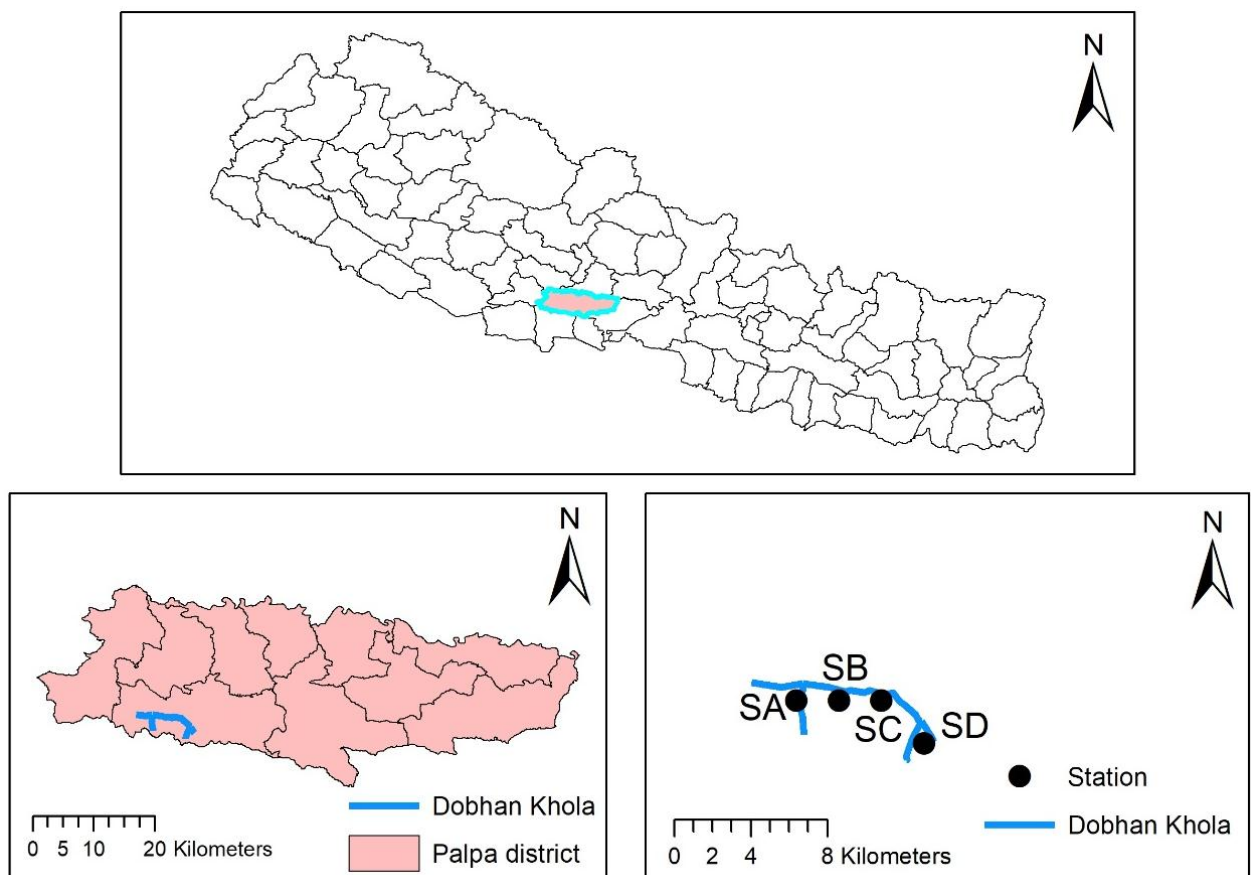 N
N
Dobhan Khola
0 5 10 20 Kilometers
Palpa district
N
SB
SA
SC SD
Station
Dobhan Khola
0 2 4 8 Kilometers